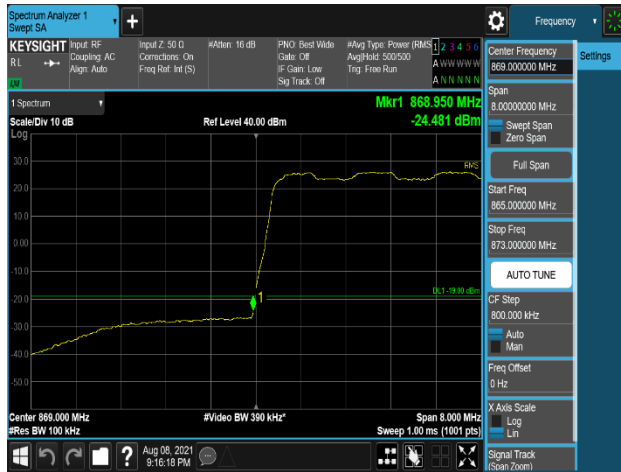 Spectrum Analyzer 1
Swept SA
Frequency
KEYSIGHT
Input: RF
Input Z: 50 Ω
#Atten: 16 dB
PNO: Best Wide
#Avg Type: Power (RMS
1 2 3 4 5 6
R L
Coupling: AC
Corrections: On
Gate: Off
Avg|Hold: 500/500
A W W W W W
Align: Auto
Freq Ref: Int (S)
IF Gain: Low
Trig: Free Run
Sig Track: Off
A N N N N N
Center Frequency
869.000000 MHz
Settings
Span
8.00000000 MHz
Swept Span
Zero Span
Full Span
Start Freq
865.000000 MHz
Stop Freq
873.000000 MHz
AUTO TUNE
CF Step
800.000 kHz
Auto
Man
Freq Offset
0 Hz
X Axis Scale
Log
Lin
Signal Track
(Span Zoom)
1 Spectrum
Mkr1 868.950 MHz
Scale/Div 10 dB
Ref Level 40.00 dBm
-24.481 dBm
Log
30.0
RMS
20.0
10.0
0.00
-10.0
DL1 -19.00 dBm
1
-20.0
-30.0
-40.0
-50.0
Center 869.000 MHz
#Video BW 390 kHz*
Span 8.000 MHz
#Res BW 100 kHz
Sweep 1.00 ms (1001 pts)
Aug 08, 2021
9:16:18 PM